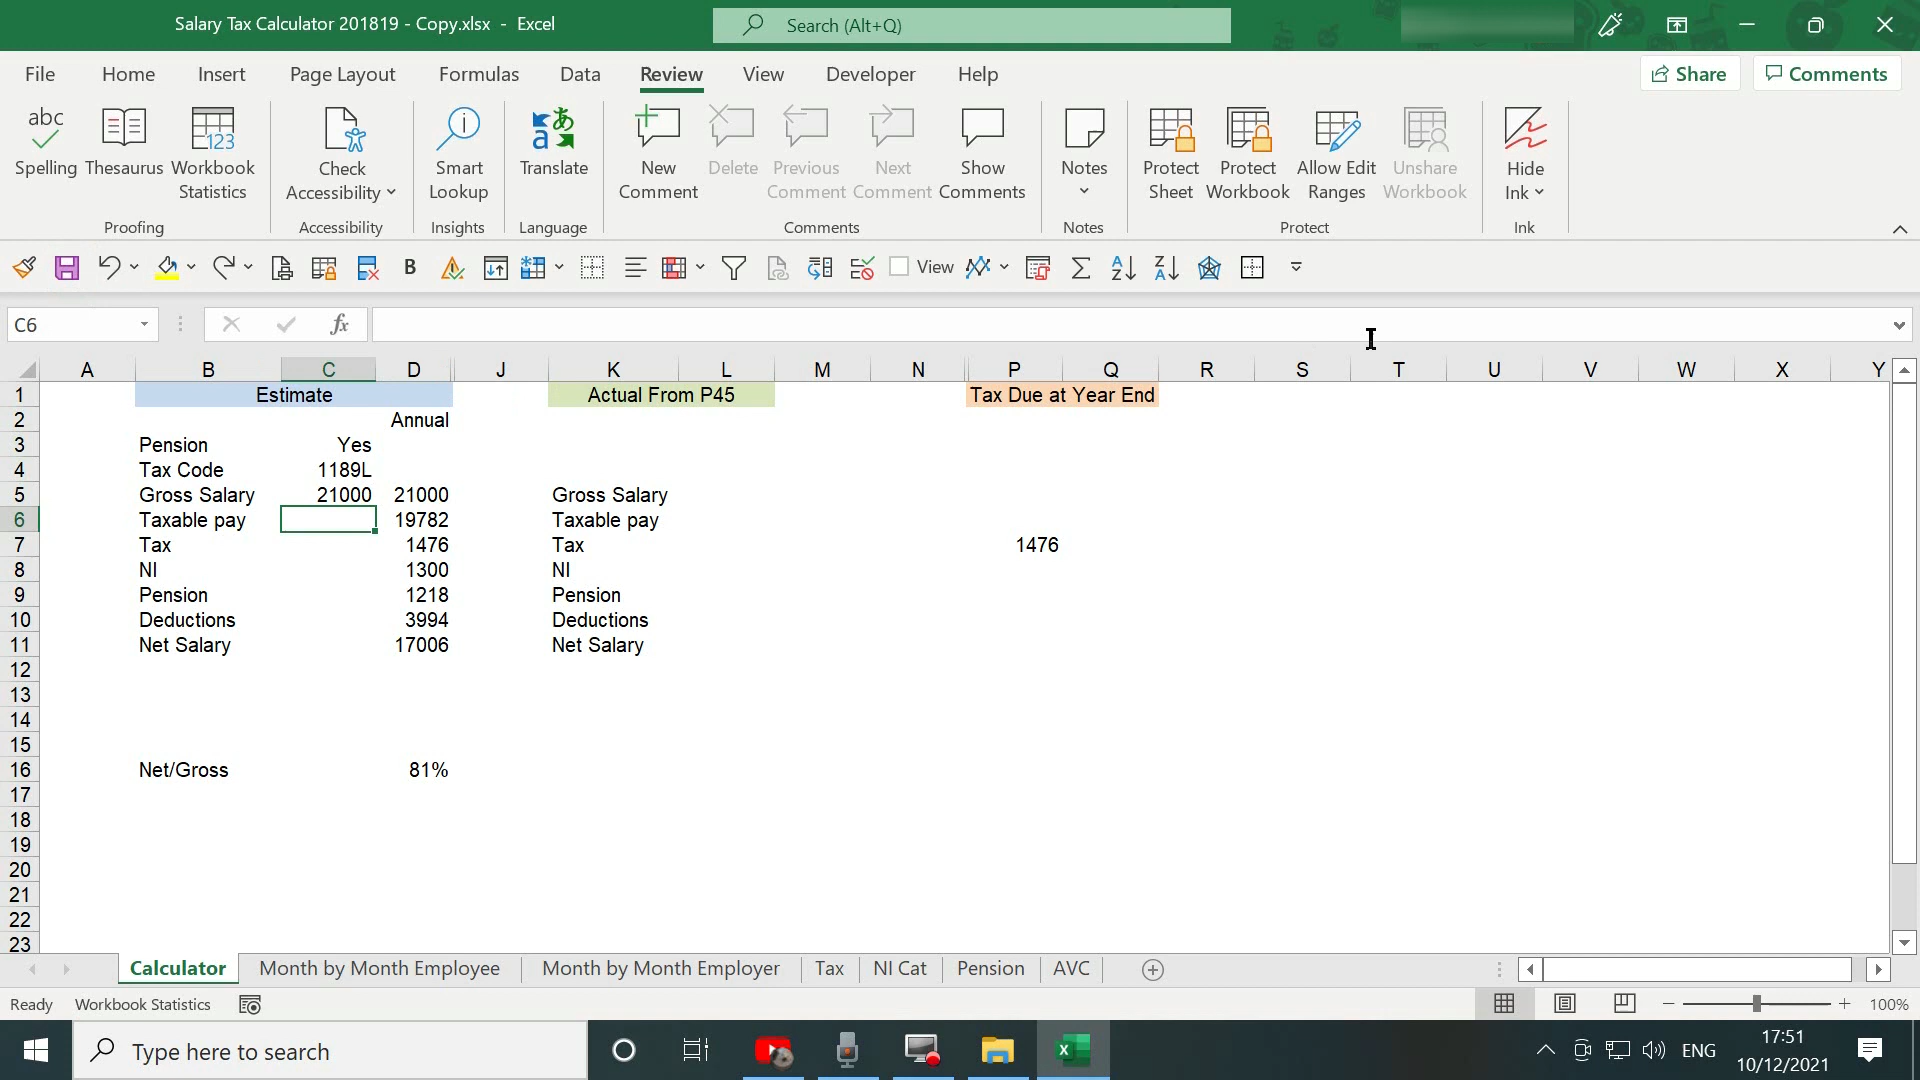 Salary Tax Calculator 201819 - Copy.xlsx - Excel
Search (Alt+Q)
File Home Insert Page Layout Formulas Data Review View Developer Help
Share Comments
Spelling Thesaurus Workbook Statistics
Check Accessibility
Smart Lookup
Translate
New Comment Delete Previous Comment Next Comment Show Comments
Notes
Protect Sheet Protect Workbook Allow Edit Ranges Unshare Workbook
Hide Ink
Proofing Accessibility Insights Language Comments Notes Protect Ink
View
C6
fx
A B C D J K L M N P Q R S T U V W X Y
1 Estimate Actual From P45 Tax Due at Year End
2 Annual
3 Pension Yes
4 Tax Code 1189L
5 Gross Salary 21000 21000 Gross Salary
6 Taxable pay 19782 Taxable pay
7 Tax 1476 Tax 1476
8 NI 1300 NI
9 Pension 1218 Pension
10 Deductions 3994 Deductions
11 Net Salary 17006 Net Salary
12
13
14
15
16 Net/Gross 81%
17
18
19
20
21
22
23
Calculator Month by Month Employee Month by Month Employer Tax NI Cat Pension AVC
Ready Workbook Statistics 100%
Type here to search
ENG
17:51
10/12/2021